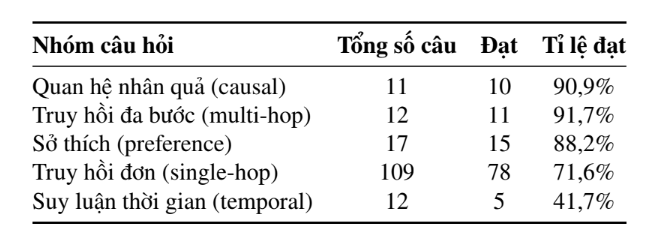 Nhóm câu hỏi Tổng số câu Đạt Tỉ lệ đạt
Quan hệ nhân quả (causal) 11 10 90,9%
Truy hồi đa bước (multi-hop) 12 11 91,7%
Sở thích (preference) 17 15 88,2%
Truy hồi đơn (single-hop) 109 78 71,6%
Suy luận thời gian (temporal) 12 5 41,7%